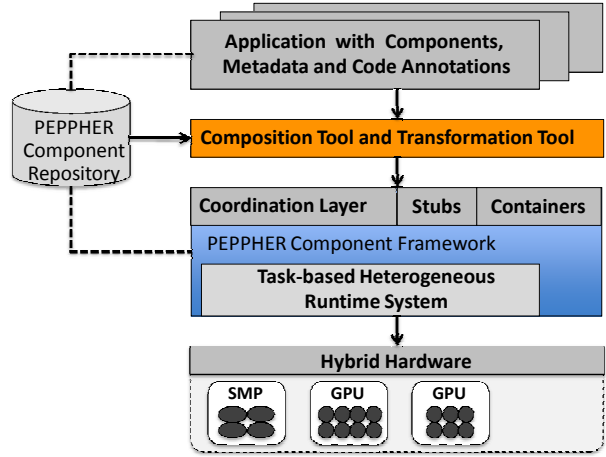 Application with Components,
Metadata and Code Annotations
PEPPHER
Component
Repository
Composition Tool and Transformation Tool
Coordination Layer
Stubs
Containers
PEPPHER Component Framework
Task-based Heterogeneous
Runtime System
Hybrid Hardware
SMP
GPU
GPU